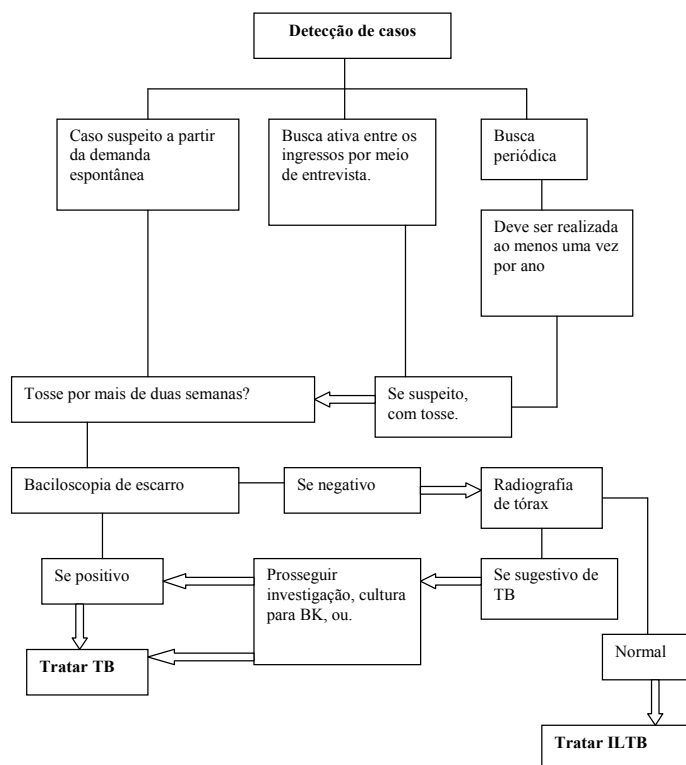 Detecção de casos
Caso suspeito a partir
da demanda
espontânea
Busca ativa entre os
ingressos por meio
de entrevista.
Busca
periódica
Deve ser realizada
ao menos uma vez
por ano
Tosse por mais de duas semanas?
Se suspeito,
com tosse.
Baciloscopia de escarro
Se negativo
Radiografia
de tórax
Se positivo
Prosseguir
investigação, cultura
para BK, ou.
Se sugestivo de
TB
Tratar TB
Normal
Tratar ILTB